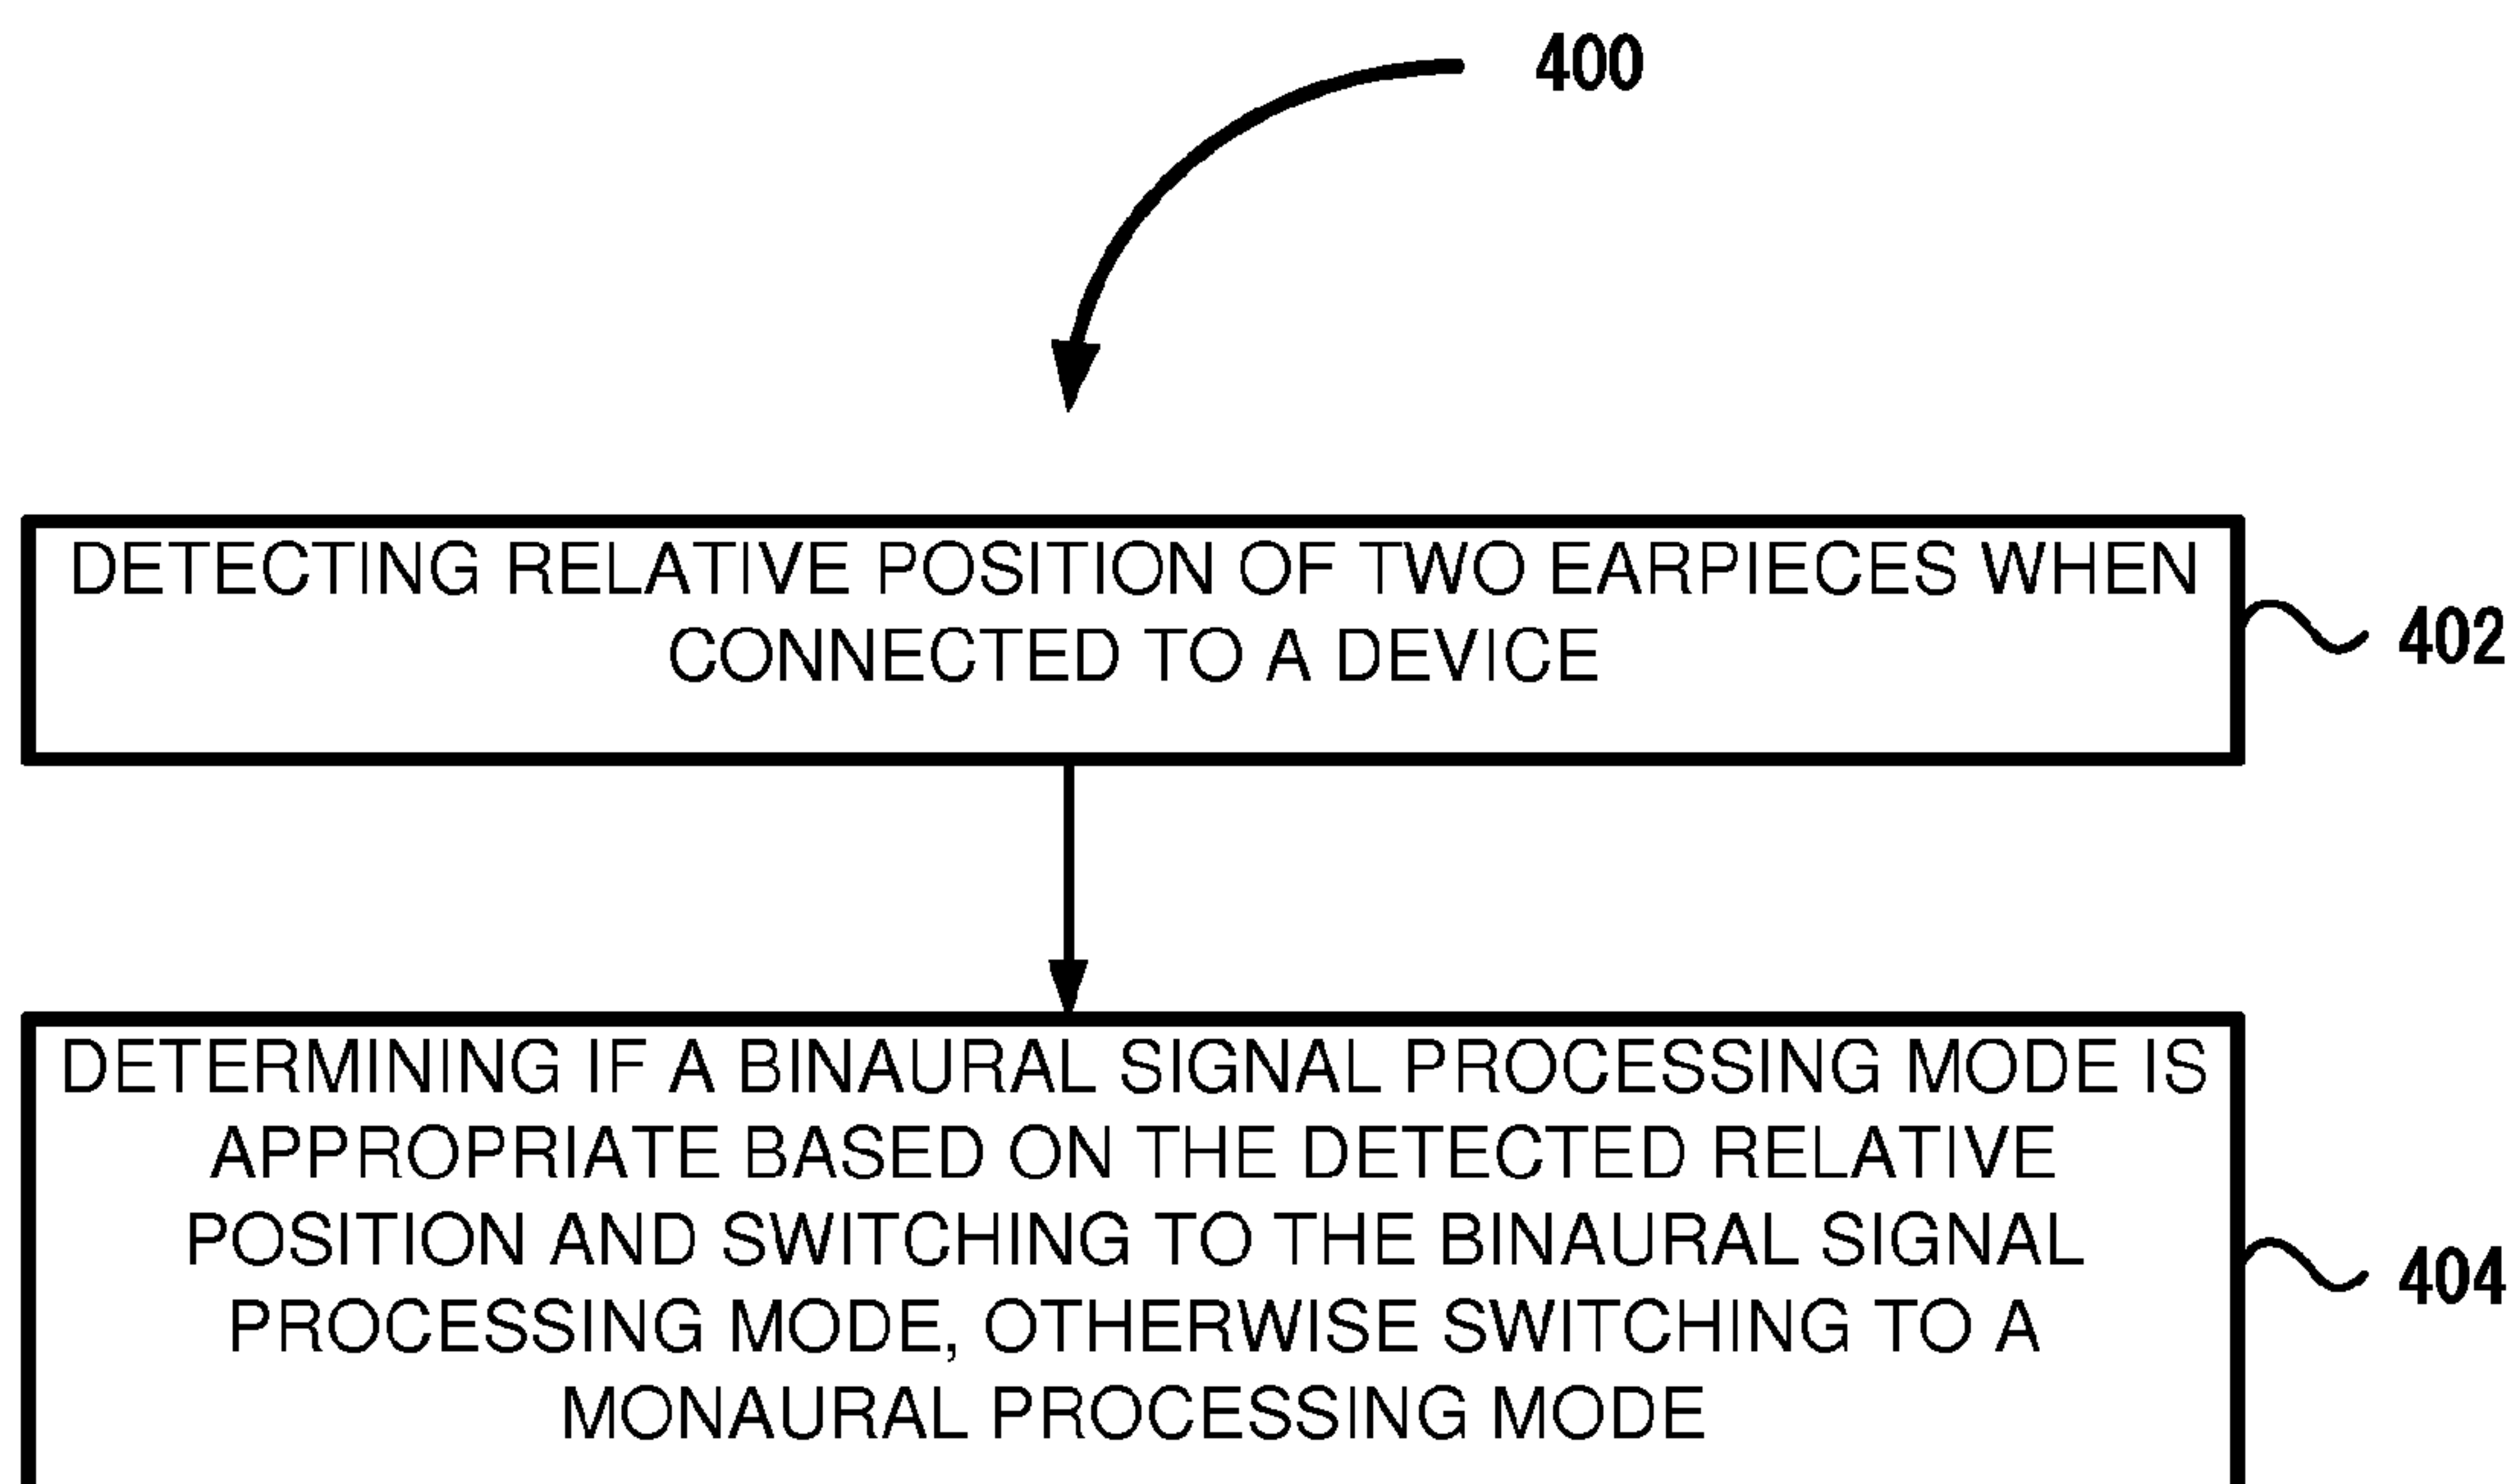 400
DETECTING RELATIVE POSITION OF TWO EARPIECES WHEN
CONNECTED TO A DEVICE
402
DETERMINING IF A BINAURAL SIGNAL PROCESSING MODE IS
APPROPRIATE BASED ON THE DETECTED RELATIVE
POSITION AND SWITCHING TO THE BINAURAL SIGNAL
PROCESSING MODE, OTHERWISE SWITCHING TO A
MONAURAL PROCESSING MODE
404